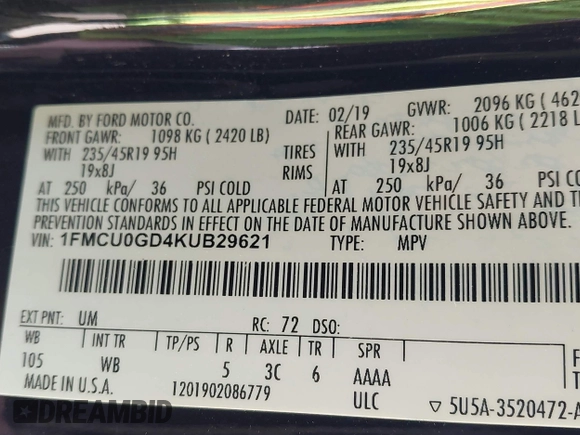 MFD. BY FORD MOTOR CO.
DATE: 02/19
GVWR: 2096 KG ( 462
FRONT GAWR: 1098 KG ( 2420 LB)
REAR GAWR: 1006 KG ( 2218 L
WITH 235/45R19 95H TIRES WITH 235/45R19 95H
19x8J RIMS 19x8J
AT 250 kPa/ 36 PSI COLD AT 250 kPa/ 36 PSI COLD
THIS VEHICLE CONFORMS TO ALL APPLICABLE FEDERAL MOTOR VEHICLE SAFETY AND T
PREVENTION STANDARDS IN EFFECT ON THE DATE OF MANUFACTURE SHOWN ABOVE.
VIN: 1FMCU0GD4KUB29621 TYPE: MPV
EXT PNT: UM RC: 72 DSO:
WB INT TR TP/PS R AXLE TR SPR
105 WB 5 3C 6 AAAA
MADE IN U.S.A. 1201902086779 ULC
▽ 5U5A-3520472-A
F
T
DREAMBID